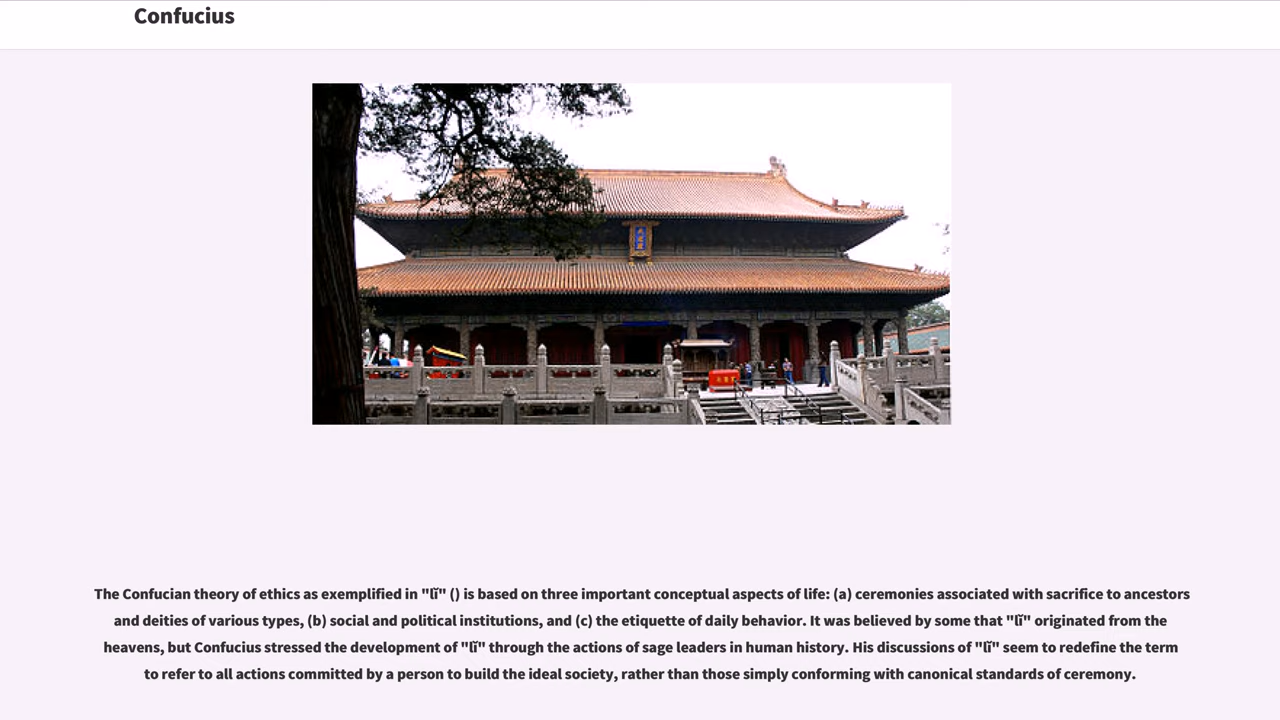 Confucius
The Confucian theory of ethics as exemplified in "lǐ" () is based on three important conceptual aspects of life: (a) ceremonies associated with sacrifice to ancestors
and deities of various types, (b) social and political institutions, and (c) the etiquette of daily behavior. It was believed by some that "lǐ" originated from the
heavens, but Confucius stressed the development of "lǐ" through the actions of sage leaders in human history. His discussions of "lǐ" seem to redefine the term
to refer to all actions committed by a person to build the ideal society, rather than those simply conforming with canonical standards of ceremony.